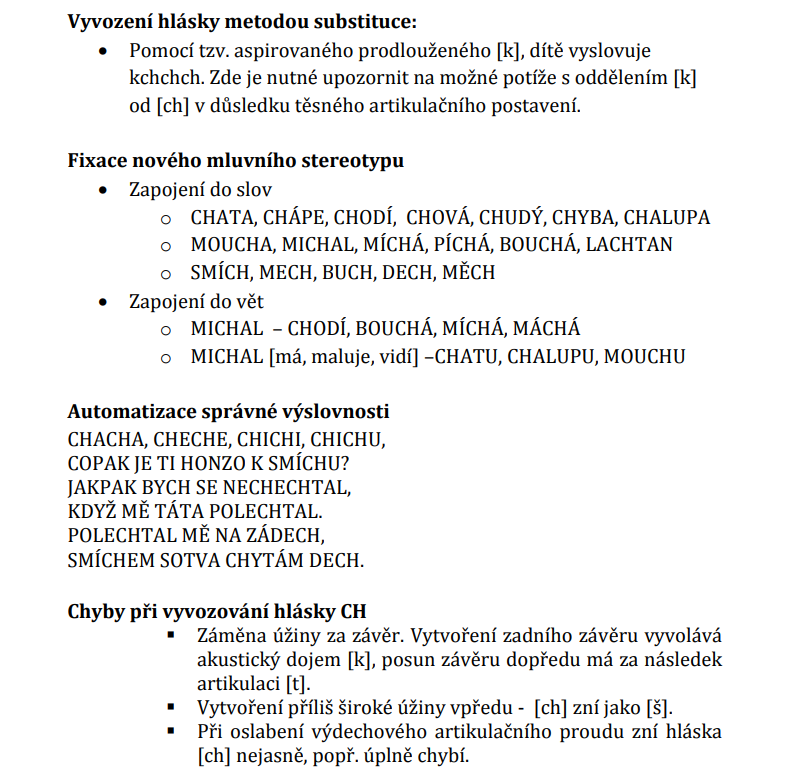 Vyvození hlásky metodou substituce:
• Pomocí tzv. aspirovaného prodlouženého [k], dítě vyslovuje
kchchch. Zde je nutné upozornit na možné potíže s oddělením [k]
od [ch] v důsledku těsného artikulačního postavení.
Fixace nového mluvního stereotypu
• Zapojení do slov
o CHATA, CHÁPE, CHODÍ, CHOVÁ, CHUDÝ, CHYBA, CHALUPA
o MOUCHA, MICHAL, MÍCHÁ, PÍCHÁ, BOUCHÁ, LACHTAN
o SMÍCH, MECH, BUCH, DECH, MĚCH
• Zapojení do vět
o MICHAL – CHODÍ, BOUCHÁ, MÍCHÁ, MÁCHÁ
o MICHAL [má, maluje, vidí] –CHATU, CHALUPU, MOUCHU
Automatizace správné výslovnosti
CHACHA, CHECHE, CHICHI, CHICHU,
COPAK JE TI HONZO K SMÍCHU?
JAKPAK BYCH SE NECHECHTAL,
KDYŽ MĚ TÁTA POLECHTAL.
POLECHTAL MĚ NA ZÁDECH,
SMÍCHEM SOTVA CHYTÁM DECH.
Chyby při vyvozování hlásky CH
▪ Záměna úžiny za závěr. Vytvoření zadního závěru vyvolává
akustický dojem [k], posun závěru dopředu má za následek
artikulaci [t].
▪ Vytvoření příliš široké úžiny vpředu - [ch] zní jako [š].
▪ Při oslabení výdechového artikulačního proudu zní hláska
[ch] nejasně, popř. úplně chybí.